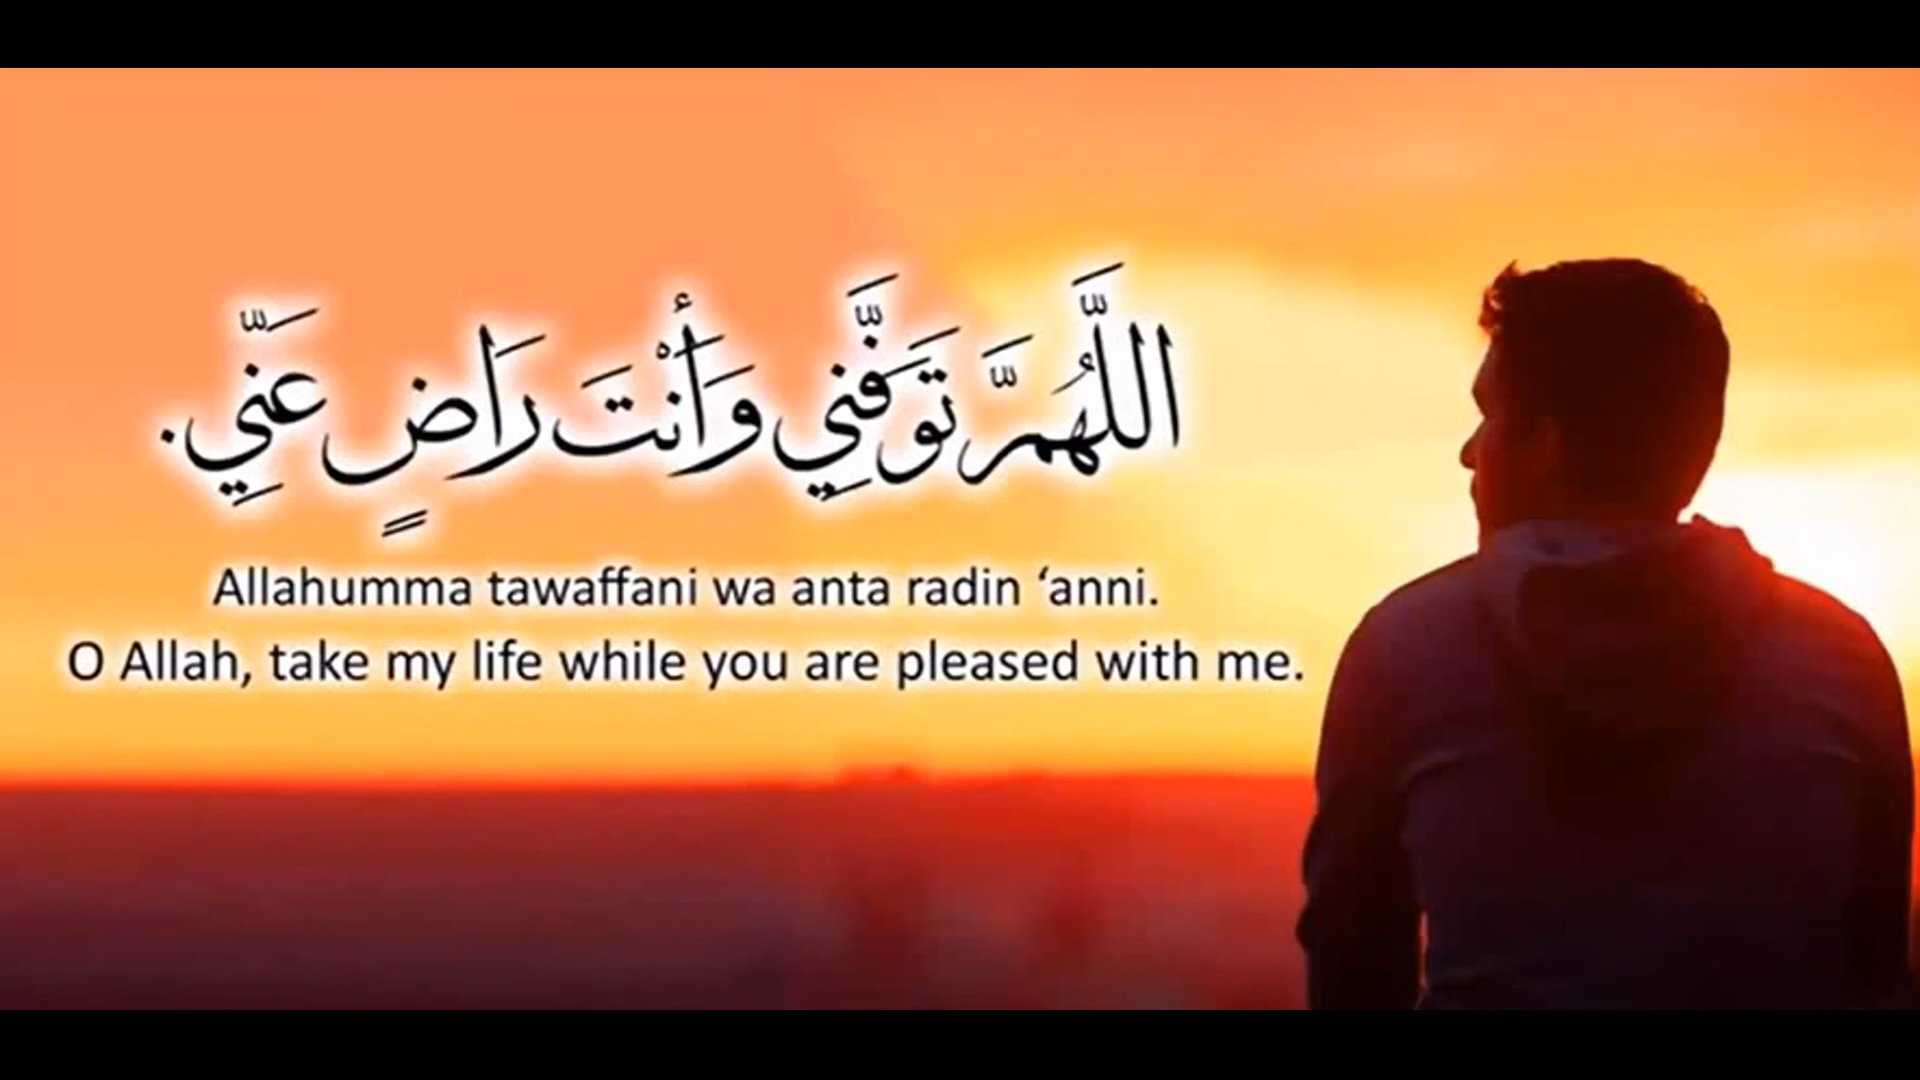 اللَّهُمَّ تَوَفَّنِي وَأَنْتَ رَاضٍ عَنِّي.
Allahumma tawaffani wa anta radin ‘anni.
O Allah, take my life while you are pleased with me.